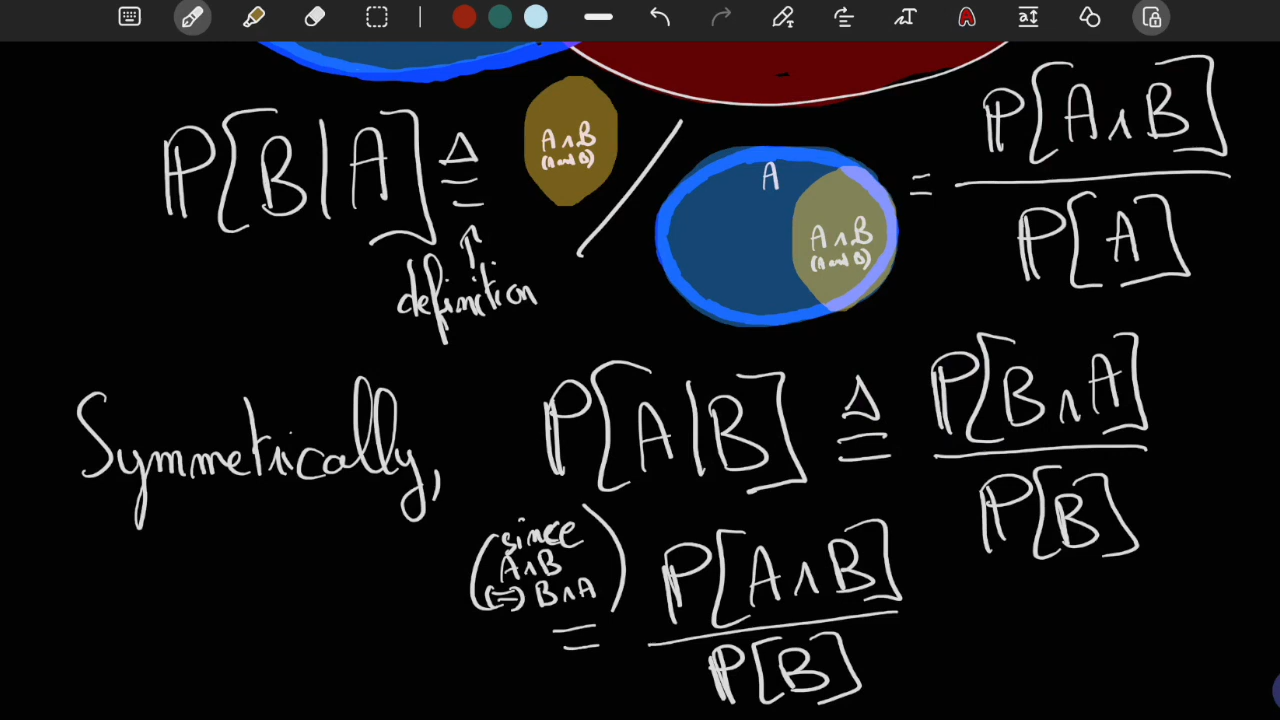 ℙ[B|A] ≜ A∧B (A and B) / A A∧B (A and B) = ℙ[A∧B] / ℙ[A]
↑
definition
Symmetrically, ℙ[A|B] ≜ ℙ[B∧A] / ℙ[B]
(since
A∧B
⇔ B∧A)
= ℙ[A∧B] / ℙ[B]